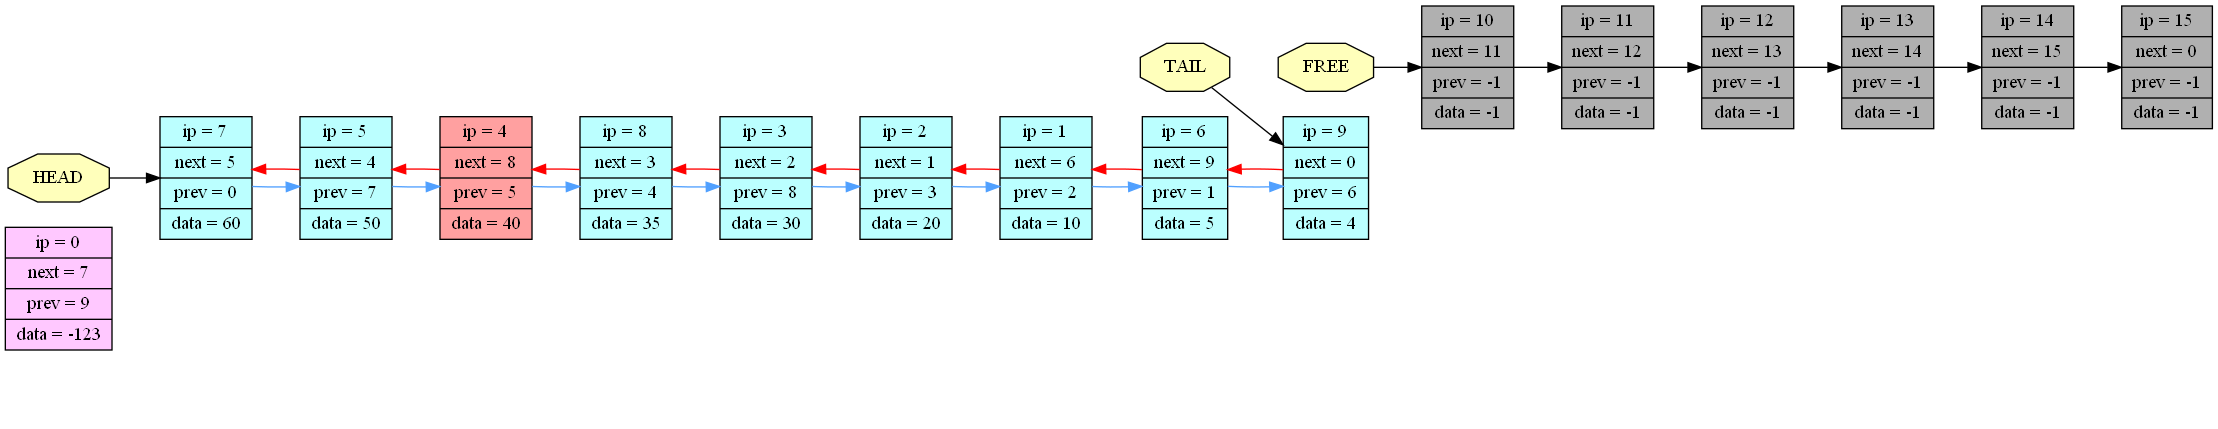 HEAD
ip = 7
next = 5
prev = 0
data = 60
ip = 5
next = 4
prev = 7
data = 50
ip = 4
next = 8
prev = 5
data = 40
ip = 8
next = 3
prev = 4
data = 35
ip = 3
next = 2
prev = 8
data = 30
ip = 2
next = 1
prev = 3
data = 20
ip = 1
next = 6
prev = 2
data = 10
ip = 6
next = 9
prev = 1
data = 5
TAIL
ip = 9
next = 0
prev = 6
data = 4
FREE
ip = 10
next = 11
prev = -1
data = -1
ip = 11
next = 12
prev = -1
data = -1
ip = 12
next = 13
prev = -1
data = -1
ip = 13
next = 14
prev = -1
data = -1
ip = 14
next = 15
prev = -1
data = -1
ip = 15
next = 0
prev = -1
data = -1
ip = 0
next = 7
prev = 9
data = -123